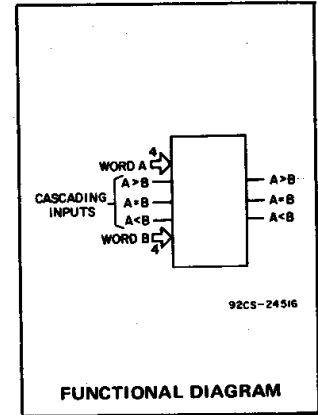 4
WORD A
A>B
A>B
CASCADING INPUTS
A=B
A=B
A<B
A<B
WORD B
4
92CS-24516
FUNCTIONAL DIAGRAM